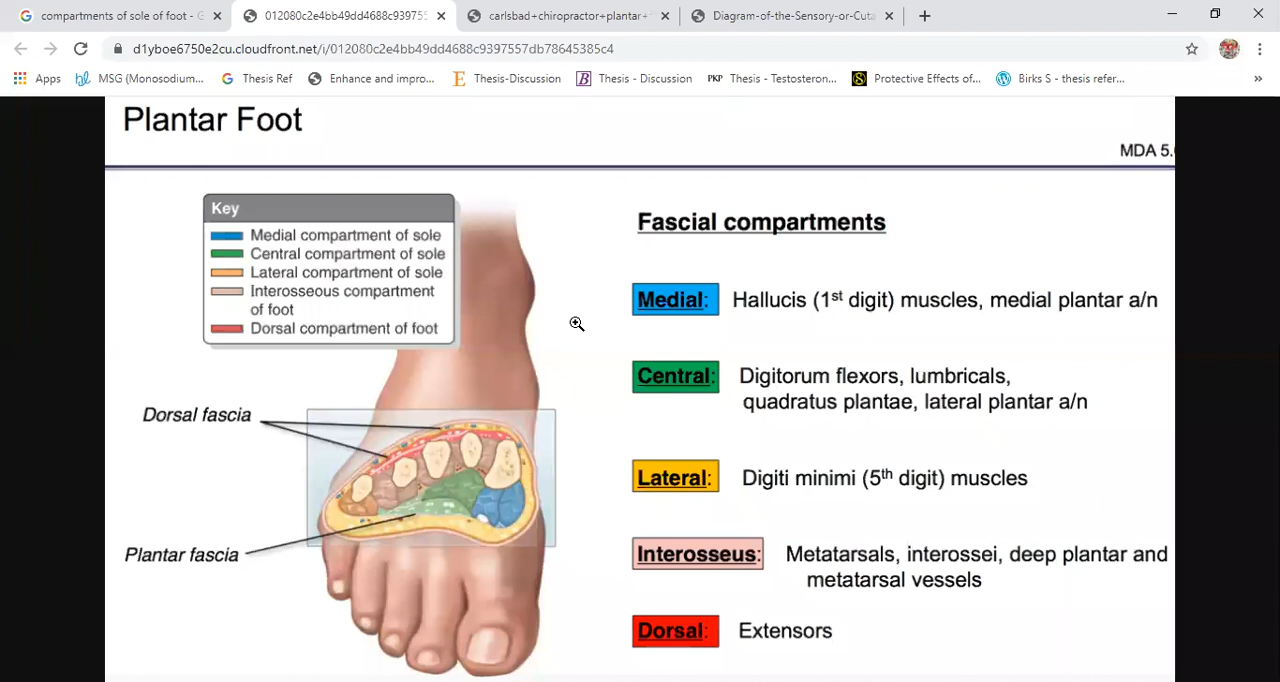 compartments of sole of foot - G
012080c2e4bb49dd4688c939755
carlsbad+chiropractor+plantar+
Diagram-of-the-Sensory-or-Cuta
d1yboe6750e2cu.cloudfront.net/i/012080c2e4bb49dd4688c9397557db78645385c4
Apps
MSG (Monosodium...
Thesis Ref
Enhance and impro...
Thesis-Discussion
Thesis - Discussion
PKP Thesis - Testosteron...
Protective Effects of...
Birks S - thesis refer...
Plantar Foot
MDA 5.
Key
Medial compartment of sole
Central compartment of sole
Lateral compartment of sole
Interosseous compartment
of foot
Dorsal compartment of foot
Dorsal fascia
Plantar fascia
Fascial compartments
Medial: Hallucis (1st digit) muscles, medial plantar a/n
Central: Digitorum flexors, lumbricals,
quadratus plantae, lateral plantar a/n
Lateral: Digiti minimi (5th digit) muscles
Interosseus: Metatarsals, interossei, deep plantar and
metatarsal vessels
Dorsal: Extensors